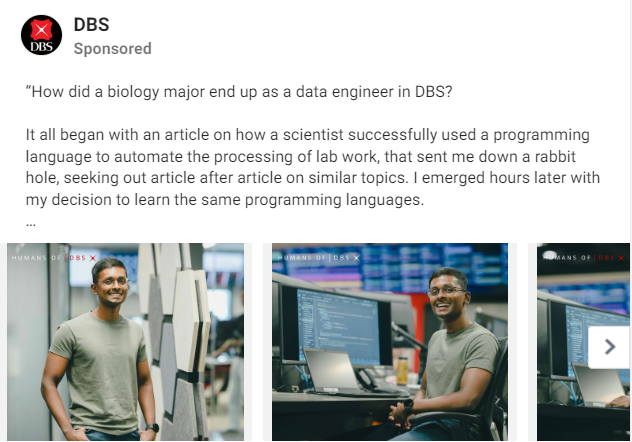 DBS
DBS
Sponsored
“How did a biology major end up as a data engineer in DBS?
It all began with an article on how a scientist successfully used a programming
language to automate the processing of lab work, that sent me down a rabbit
hole, seeking out article after article on similar topics. I emerged hours later with
my decision to learn the same programming languages.
...
HUMANS OF | DBS
HUMANS OF | DBS
HUMANS OF | DBS